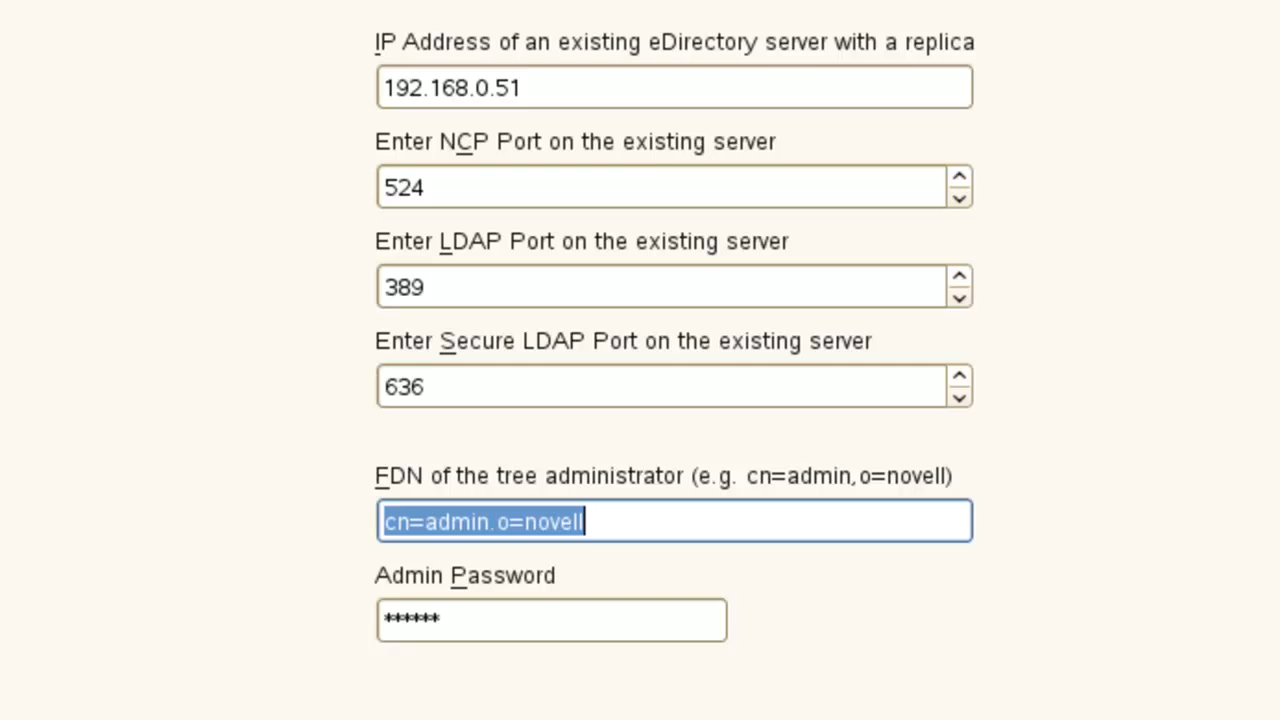 IP Address of an existing eDirectory server with a replica
192.168.0.51
Enter NCP Port on the existing server
524
Enter LDAP Port on the existing server
389
Enter Secure LDAP Port on the existing server
636
FDN of the tree administrator (e.g. cn=admin,o=novell)
cn=admin.o=novell
Admin Password
******